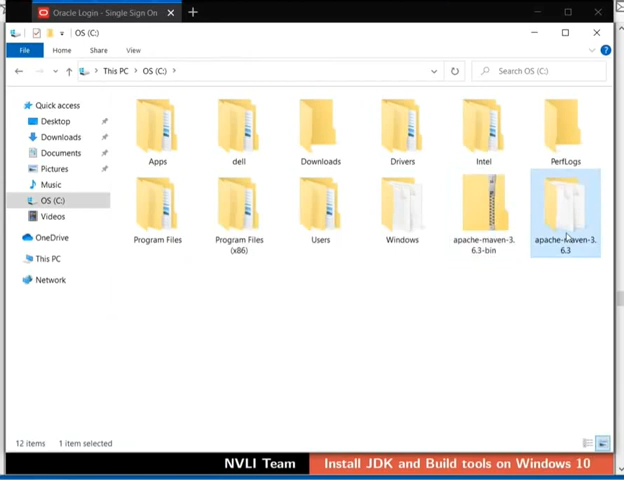 Oracle Login - Single Sign On
OS (C:)
File Home Share View
This PC > OS (C:) >
Search OS (C:)
Quick access
Desktop
Downloads
Documents
Pictures
Music
OS (C:)
Videos
OneDrive
This PC
Network
Apps
dell
Downloads
Drivers
Intel
PerfLogs
Program Files
Program Files
(x86)
Users
Windows
apache-maven-3.
6.3-bin
apache-maven-3.
6.3
12 items 1 item selected
NVLI Team Install JDK and Build tools on Windows 10